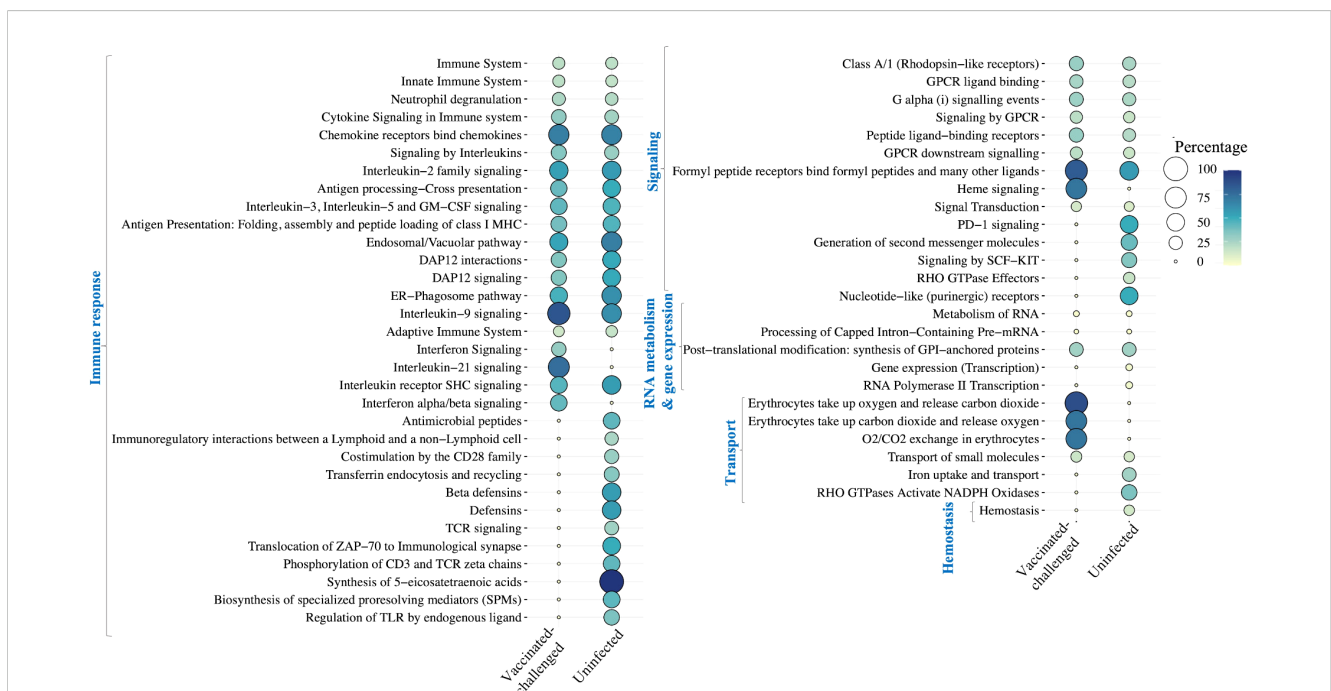 Immune response
Immune System
Innate Immune System
Neutrophil degranulation
Cytokine Signaling in Immune system
Chemokine receptors bind chemokines
Signaling by Interleukins
Interleukin−2 family signaling
Antigen processing−Cross presentation
Interleukin−3, Interleukin−5 and GM−CSF signaling
Antigen Presentation: Folding, assembly and peptide loading of class I MHC
Endosomal/Vacuolar pathway
DAP12 interactions
DAP12 signaling
ER−Phagosome pathway
Interleukin−9 signaling
Adaptive Immune System
Interferon Signaling
Interleukin−21 signaling
Interleukin receptor SHC signaling
Interferon alpha/beta signaling
Antimicrobial peptides
Immunoregulatory interactions between a Lymphoid and a non−Lymphoid cell
Costimulation by the CD28 family
Transferrin endocytosis and recycling
Beta defensins
Defensins
TCR signaling
Translocation of ZAP−70 to Immunological synapse
Phosphorylation of CD3 and TCR zeta chains
Synthesis of 5−eicosatetraenoic acids
Biosynthesis of specialized proresolving mediators (SPMs)
Regulation of TLR by endogenous ligand
Vaccinated-
challenged
Uninfected
Signaling
Class A/1 (Rhodopsin−like receptors)
GPCR ligand binding
G alpha (i) signalling events
Signaling by GPCR
Peptide ligand−binding receptors
GPCR downstream signalling
Formyl peptide receptors bind formyl peptides and many other ligands
Heme signaling
Signal Transduction
PD−1 signaling
Generation of second messenger molecules
Signaling by SCF−KIT
RHO GTPase Effectors
Nucleotide−like (purinergic) receptors
RNA metabolism
& gene expression
Metabolism of RNA
Processing of Capped Intron−Containing Pre−mRNA
Post−translational modification: synthesis of GPI−anchored proteins
Gene expression (Transcription)
RNA Polymerase II Transcription
Transport
Erythrocytes take up oxygen and release carbon dioxide
Erythrocytes take up carbon dioxide and release oxygen
O2/CO2 exchange in erythrocytes
Transport of small molecules
Iron uptake and transport
RHO GTPases Activate NADPH Oxidases
Hemostasis
Hemostasis
Vaccinated-
challenged
Uninfected
Percentage
100
75
50
25
0